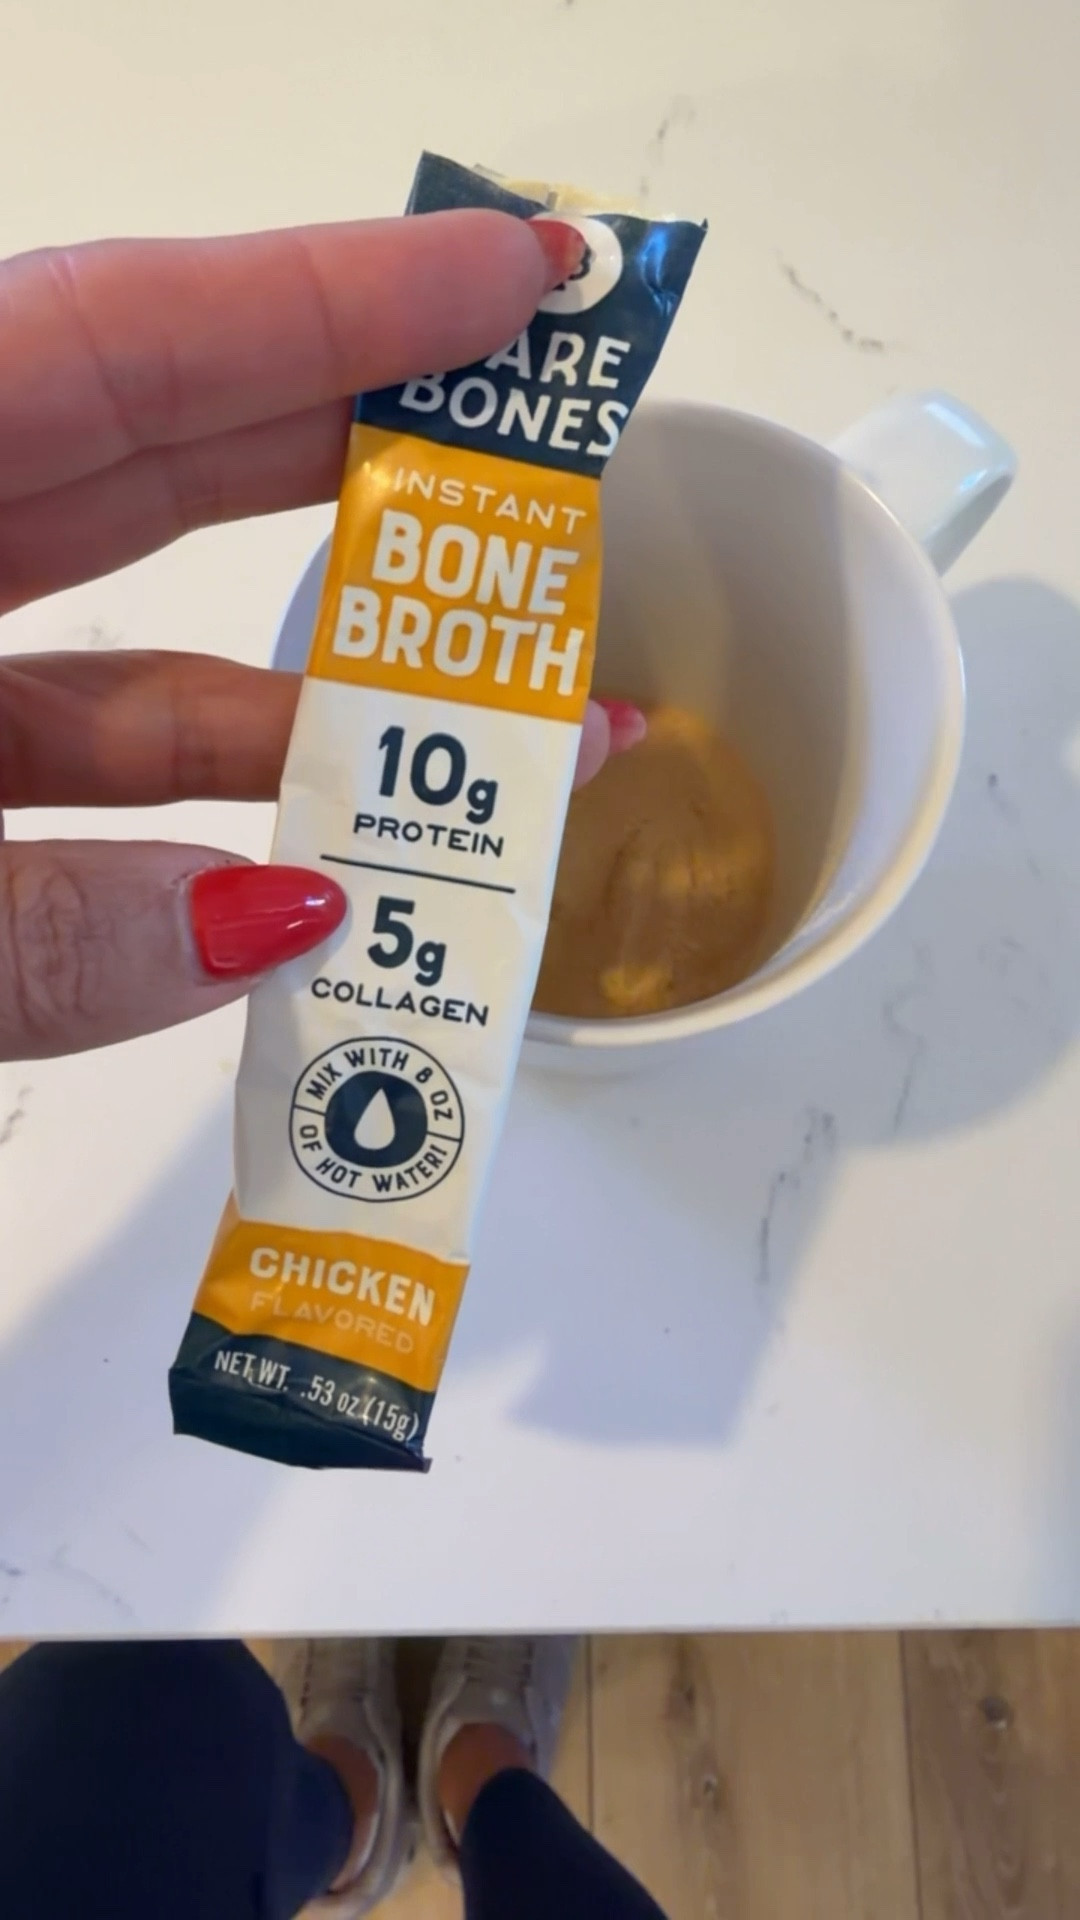 ARE
BONES
INSTANT
BONE
BROTH
10g
PROTEIN
5g
COLLAGEN
MIX WITH 8 OZ
OF HOT WATER!
CHICKEN
FLAVORED
NET WT. .53 oz (15g)